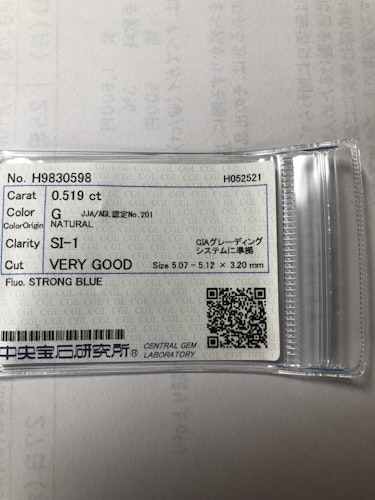 No. H9830598
H052521
Carat 0.519 ct
Color G JJA/AGL認定No.201
ColorOrigin NATURAL
Clarity SI-1 GIAグレーディング
システムに準拠
Cut VERY GOOD Size 5.07 - 5.12 × 3.20 mm
Fluo. STRONG BLUE
中央宝石研究所® CENTRAL GEM
LABORATORY